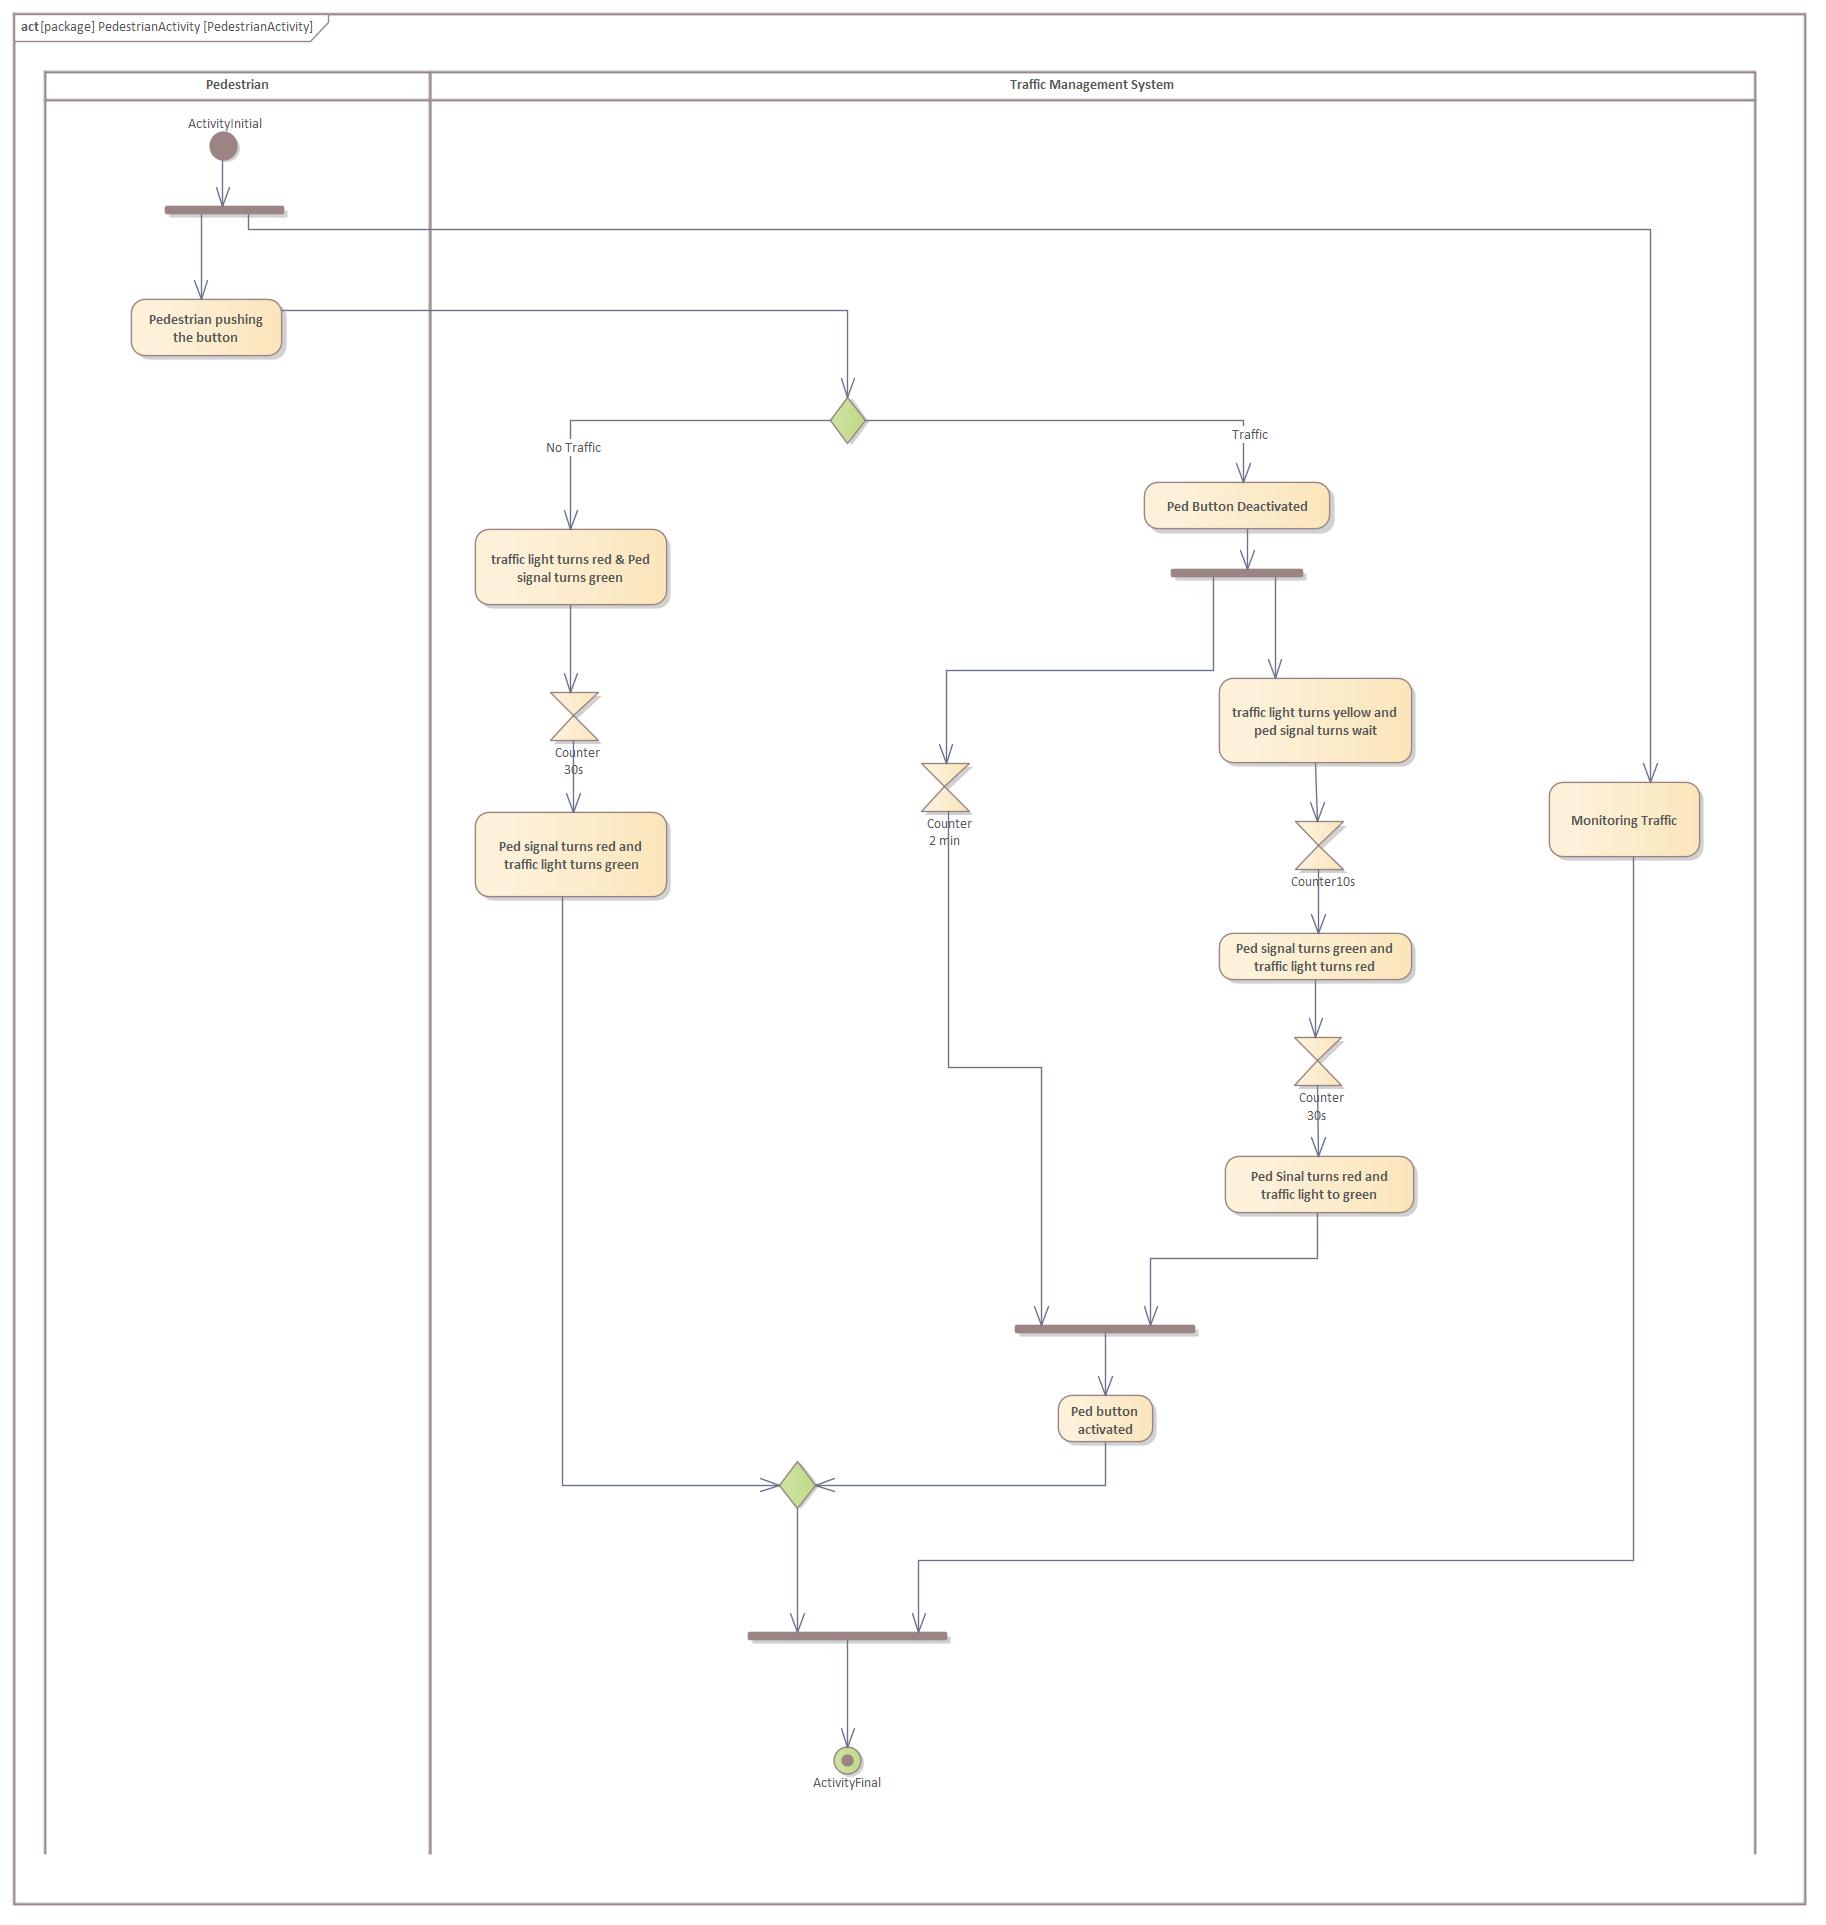 act [package] PedestrianActivity [PedestrianActivity]
Pedestrian
Traffic Management System
ActivityInitial
Pedestrian pushing
the button
No Traffic
Traffic
Ped Button Deactivated
traffic light turns red & Ped
signal turns green
traffic light turns yellow and
ped signal turns wait
Counter
30s
Counter
2 min
Monitoring Traffic
Ped signal turns red and
traffic light turns green
Counter10s
Ped signal turns green and
traffic light turns red
Counter
30s
Ped Sinal turns red and
traffic light to green
Ped button
activated
ActivityFinal